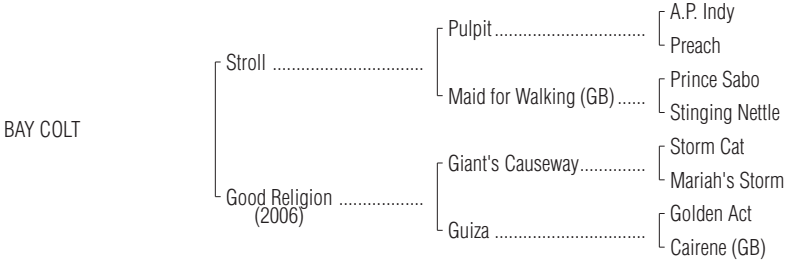 A.P. Indy
Pulpit................................
Preach
Stroll ................................
Prince Sabo
Maid for Walking (GB)......
Stinging Nettle
BAY COLT
Storm Cat
Giant's Causeway..............
Mariah's Storm
Good Religion ..................
(2006)
Golden Act
Guiza ................................
Cairene (GB)